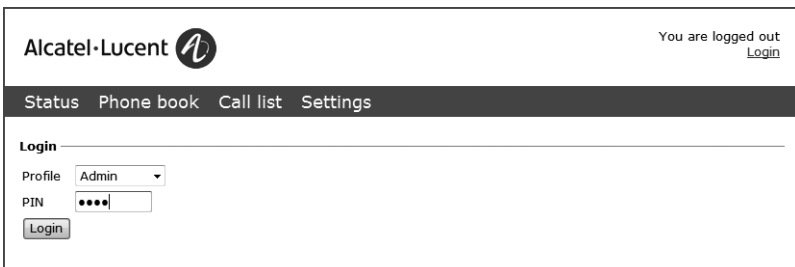 Alcatel·Lucent
You are logged out
Login
Status Phone book Call list Settings
Login
Profile Admin
PIN ••••
Login